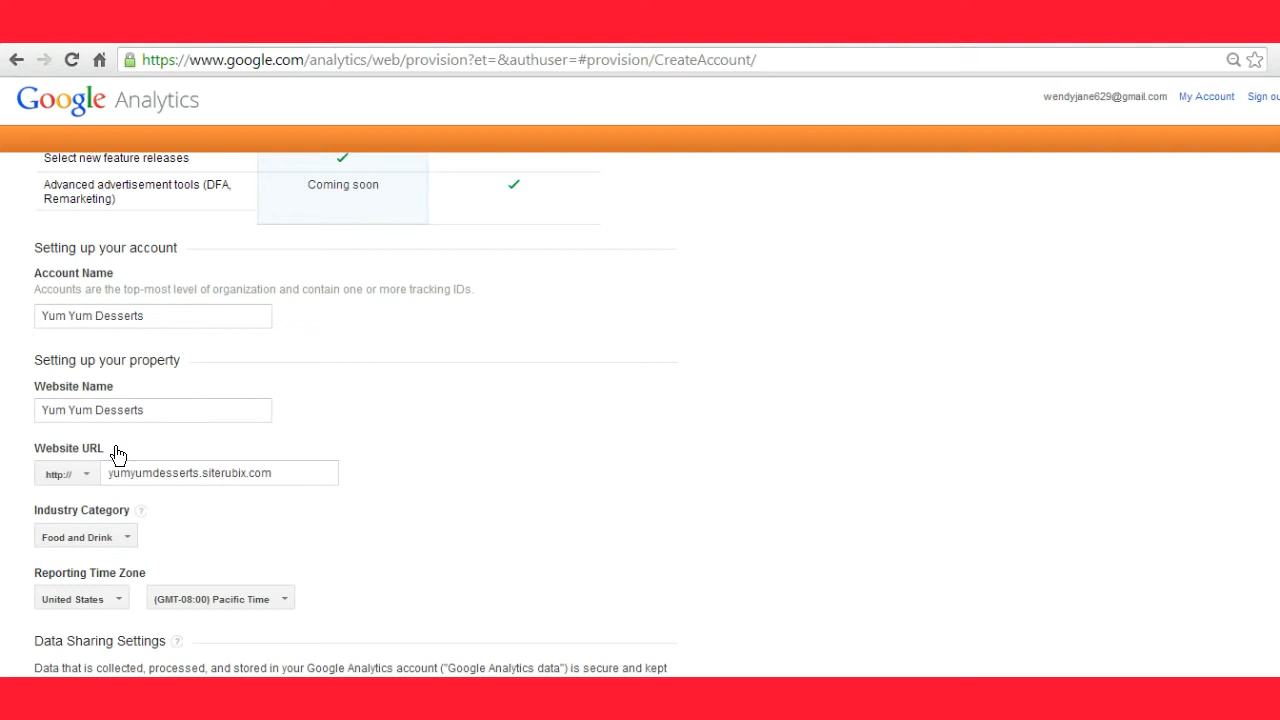 https://www.google.com/analytics/web/provision?et=&authuser=#provision/CreateAccount/
Google Analytics
wendyjane629@gmail.com My Account Sign ou
Select new feature releases
Advanced advertisement tools (DFA, Coming soon
Remarketing)
Setting up your account
Account Name
Accounts are the top-most level of organization and contain one or more tracking IDs.
Yum Yum Desserts
Setting up your property
Website Name
Yum Yum Desserts
Website URL
http:// yumyumdesserts.siterubix.com
Industry Category ?
Food and Drink
Reporting Time Zone
United States (GMT-08:00) Pacific Time
Data Sharing Settings ?
Data that is collected, processed, and stored in your Google Analytics account ("Google Analytics data") is secure and kept